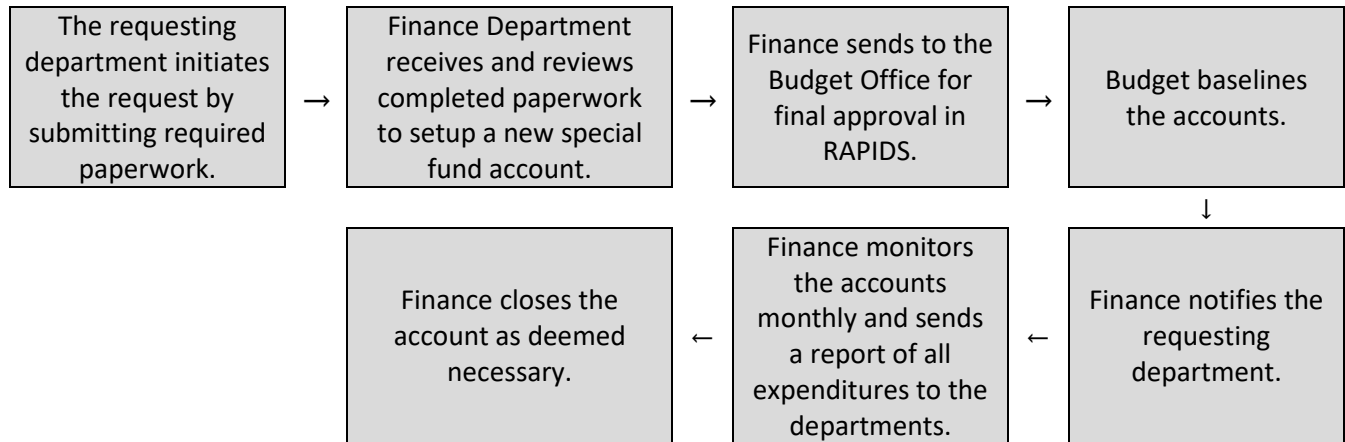 The requesting
department initiates
the request by
submitting required
paperwork.
→
Finance Department
receives and reviews
completed paperwork
to setup a new special
fund account.
→
Finance sends to the
Budget Office for
final approval in
RAPIDS.
→
Budget baselines
the accounts.
↓
Finance notifies the
requesting
department.
←
Finance monitors
the accounts
monthly and sends
a report of all
expenditures to the
departments.
←
Finance closes the
account as deemed
necessary.